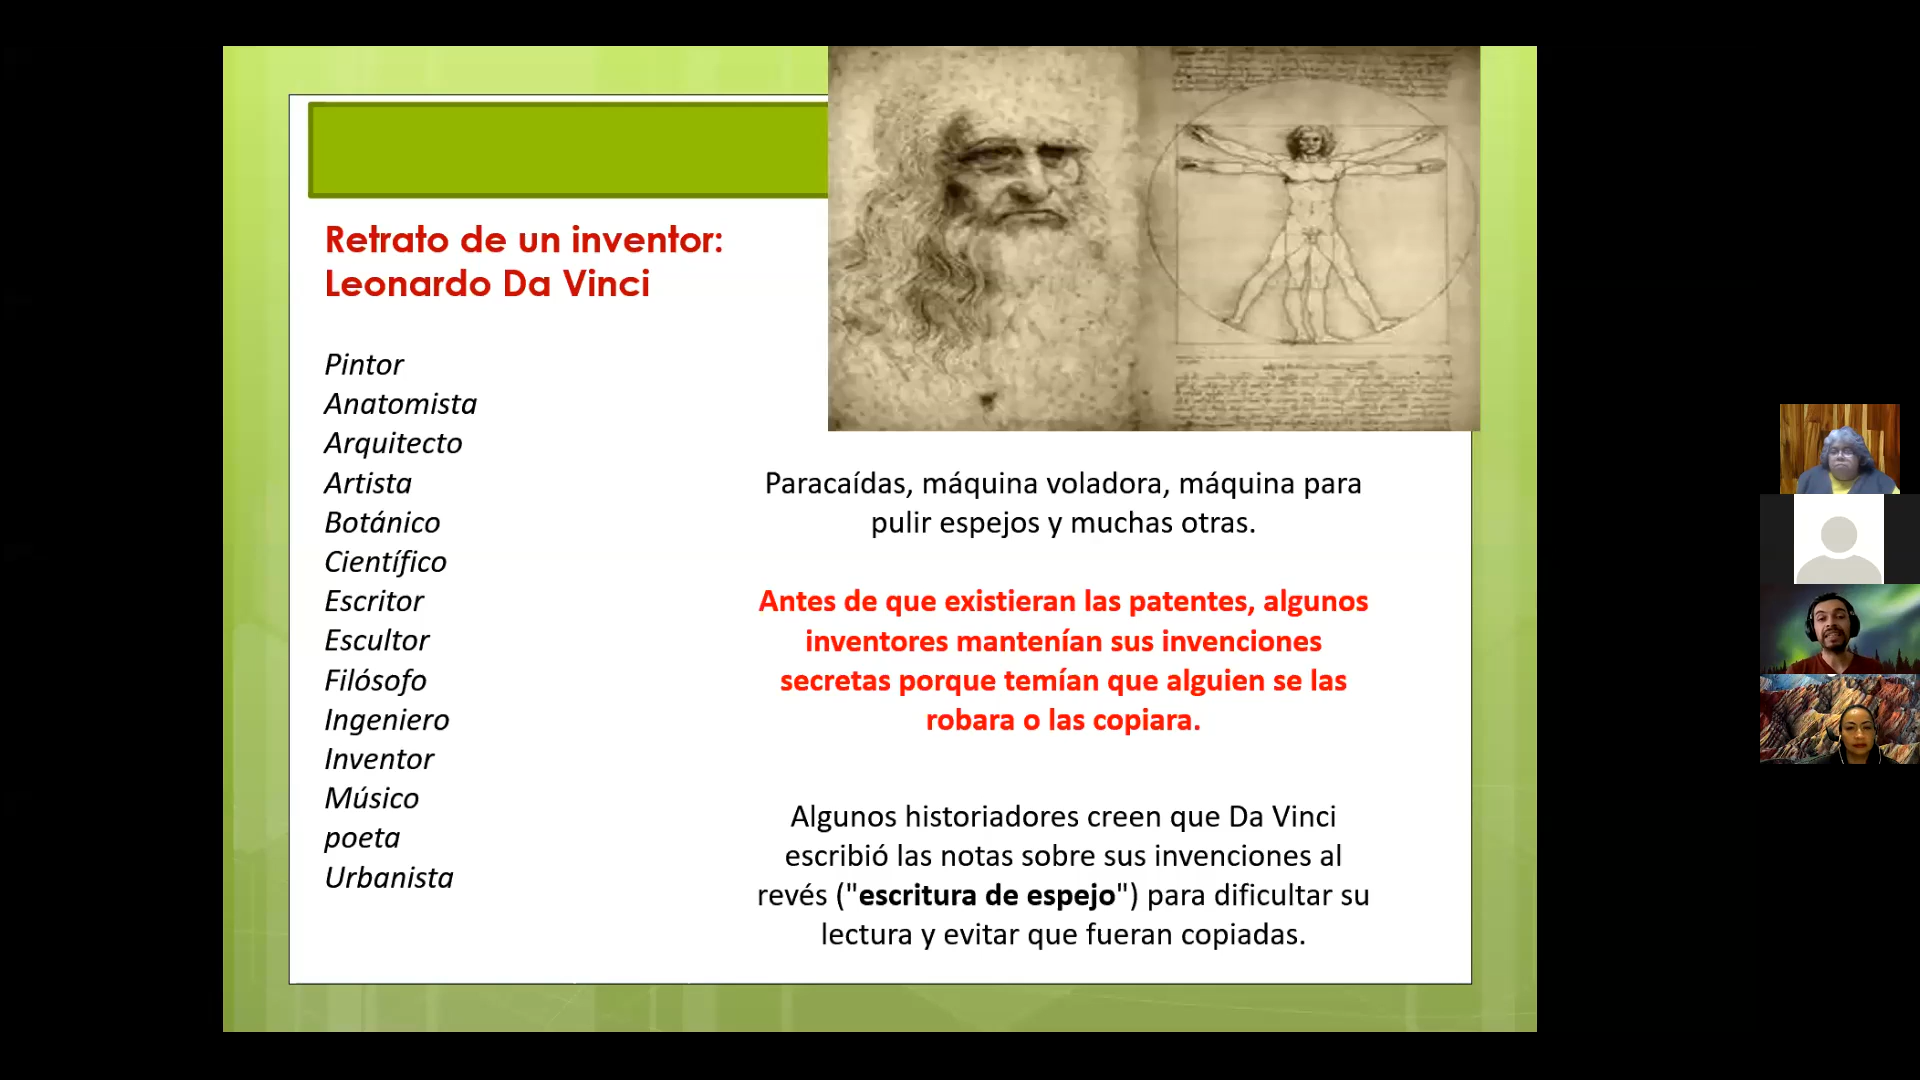 Retrato de un inventor:
Leonardo Da Vinci
Pintor
Anatomista
Arquitecto
Artista
Botánico
Científico
Escritor
Escultor
Filósofo
Ingeniero
Inventor
Músico
poeta
Urbanista
Paracaídas, máquina voladora, máquina para
pulir espejos y muchas otras.
Antes de que existieran las patentes, algunos
inventores mantenían sus invenciones
secretas porque temían que alguien se las
robara o las copiara.
Algunos historiadores creen que Da Vinci
escribió las notas sobre sus invenciones al
revés ("escritura de espejo") para dificultar su
lectura y evitar que fueran copiadas.